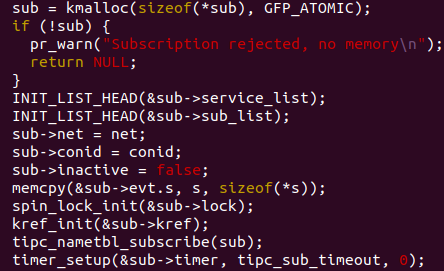 sub = kmalloc(sizeof(*sub), GFP_ATOMIC);
if (!sub) {
  pr_warn("Subscription rejected, no memory\n");
  return NULL;
}
INIT_LIST_HEAD(&sub->service_list);
INIT_LIST_HEAD(&sub->sub_list);
sub->net = net;
sub->conid = conid;
sub->inactive = false;
memcpy(&sub->evt.s, s, sizeof(*s));
spin_lock_init(&sub->lock);
kref_init(&sub->kref);
tipc_nametbl_subscribe(sub);
timer_setup(&sub->timer, tipc_sub_timeout, 0);